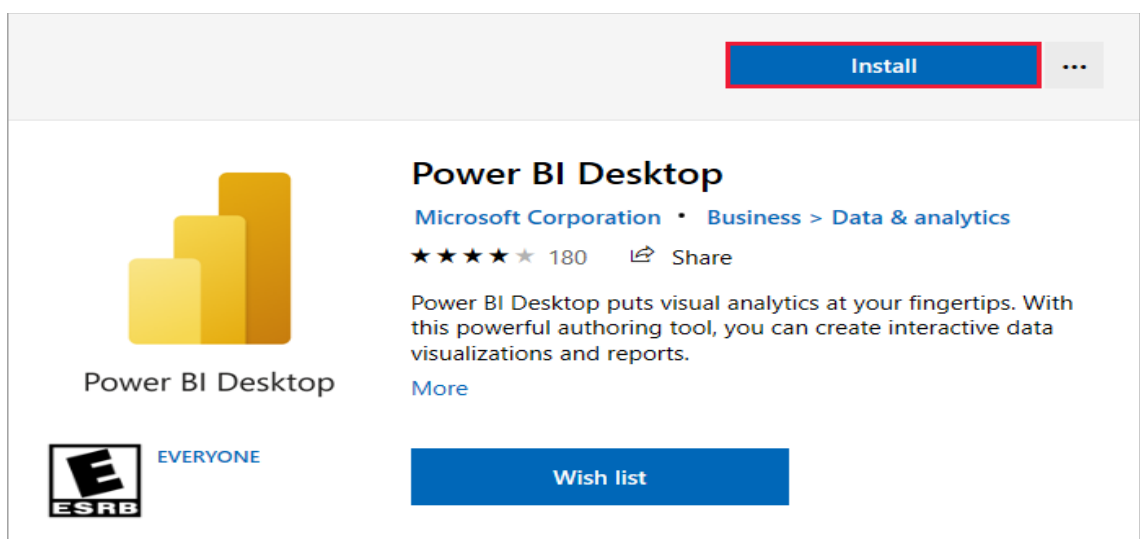 Install ...
Power BI Desktop
Microsoft Corporation • Business > Data & analytics
★★★★★ 180 Share
Power BI Desktop puts visual analytics at your fingertips. With
this powerful authoring tool, you can create interactive data
visualizations and reports.
More
Power BI Desktop
E
ESRB
EVERYONE
Wish list